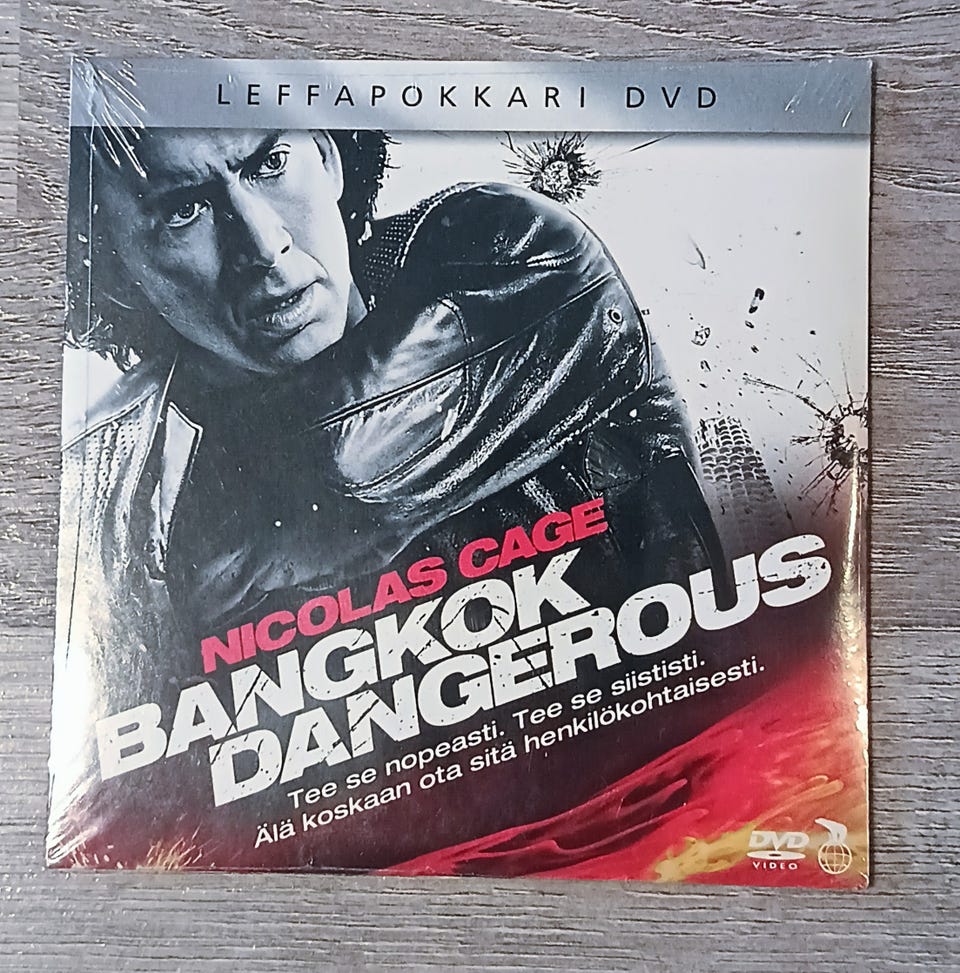 LEFFAPOKKARI DVD
NICOLAS CAGE
BANGKOK
DANGEROUS
Tee se nopeasti. Tee se siististi.
Älä koskaan ota sitä henkilökohtaisesti.
DVD
VIDEO